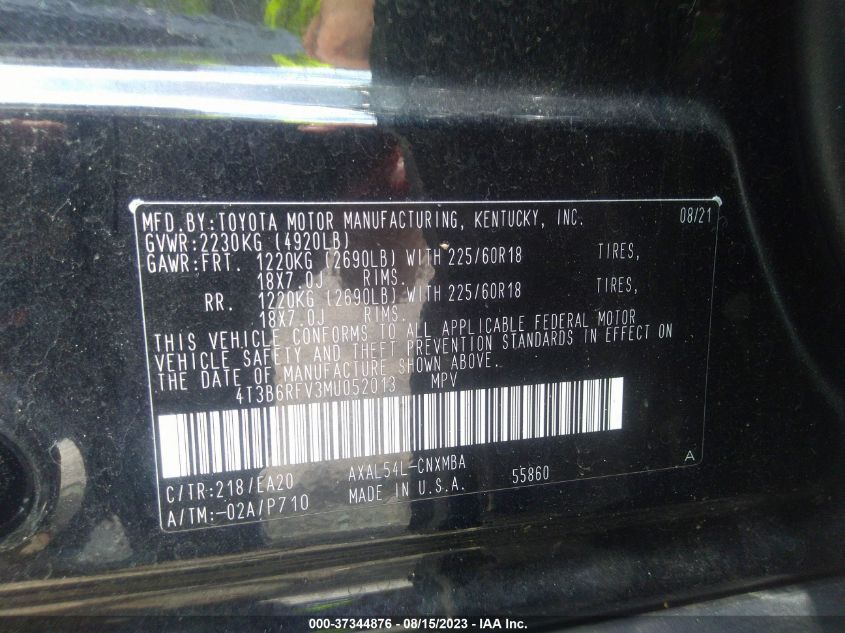 MFD.BY:TOYOTA MOTOR MANUFACTURING, KENTUCKY, INC. 08/21
GVWR:2230KG (4920LB)
GAWR:FRT. 1220KG (2690LB) WITH 225/60R18 TIRES,
18X7.0J RIMS.
RR. 1220KG (2690LB) WITH 225/60R18 TIRES,
18X7.0J RIMS.
THIS VEHICLE CONFORMS TO ALL APPLICABLE FEDERAL MOTOR
VEHICLE SAFETY AND THEFT PREVENTION STANDARDS IN EFFECT ON
THE DATE OF MANUFACTURE SHOWN ABOVE.
4T3B6RFV3MU052013 MPV
C/TR:218/EA20 AXAL54L-CNXMBA 55860 A
A/TM:-02A/P710 MADE IN U.S.A.
000-37344876 - 08/15/2023 - IAA Inc.